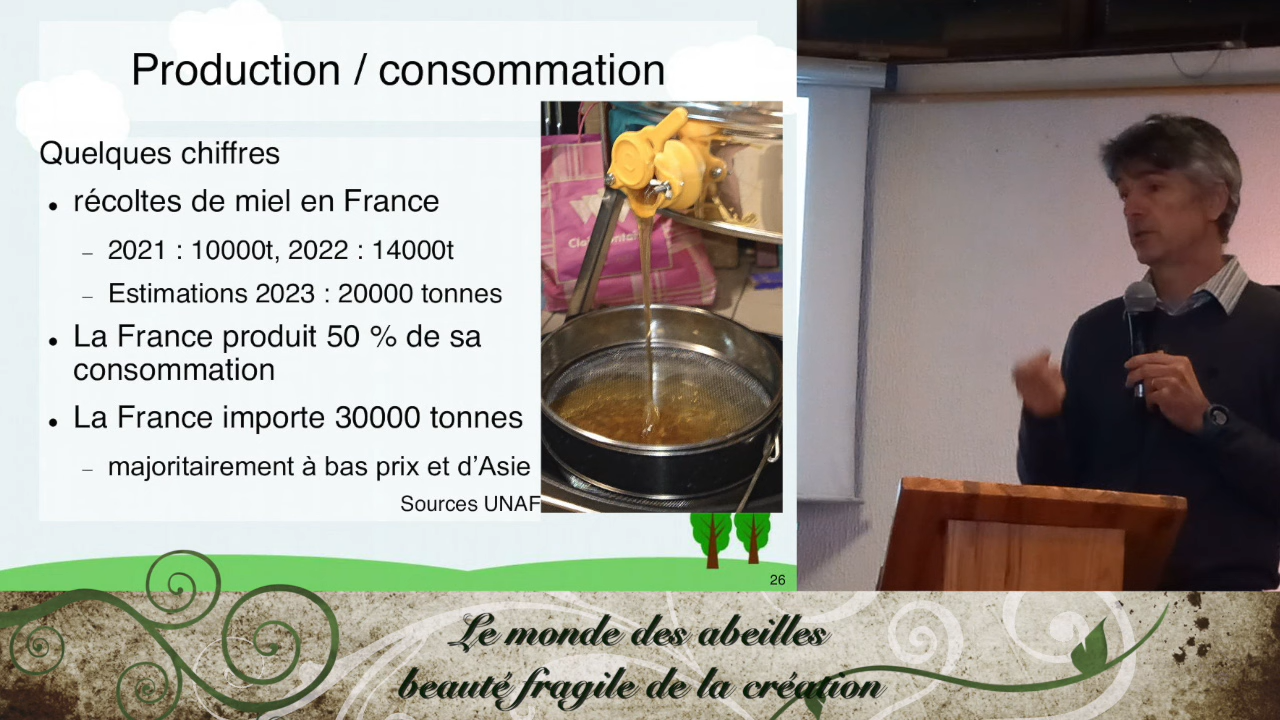 Production / consommation
Quelques chiffres
• récoltes de miel en France
– 2021 : 10000t, 2022 : 14000t
– Estimations 2023 : 20000 tonnes
• La France produit 50 % de sa
consommation
• La France importe 30000 tonnes
– majoritairement à bas prix et d’Asie
Sources UNAF
26
Le monde des abeilles
beauté fragile de la création